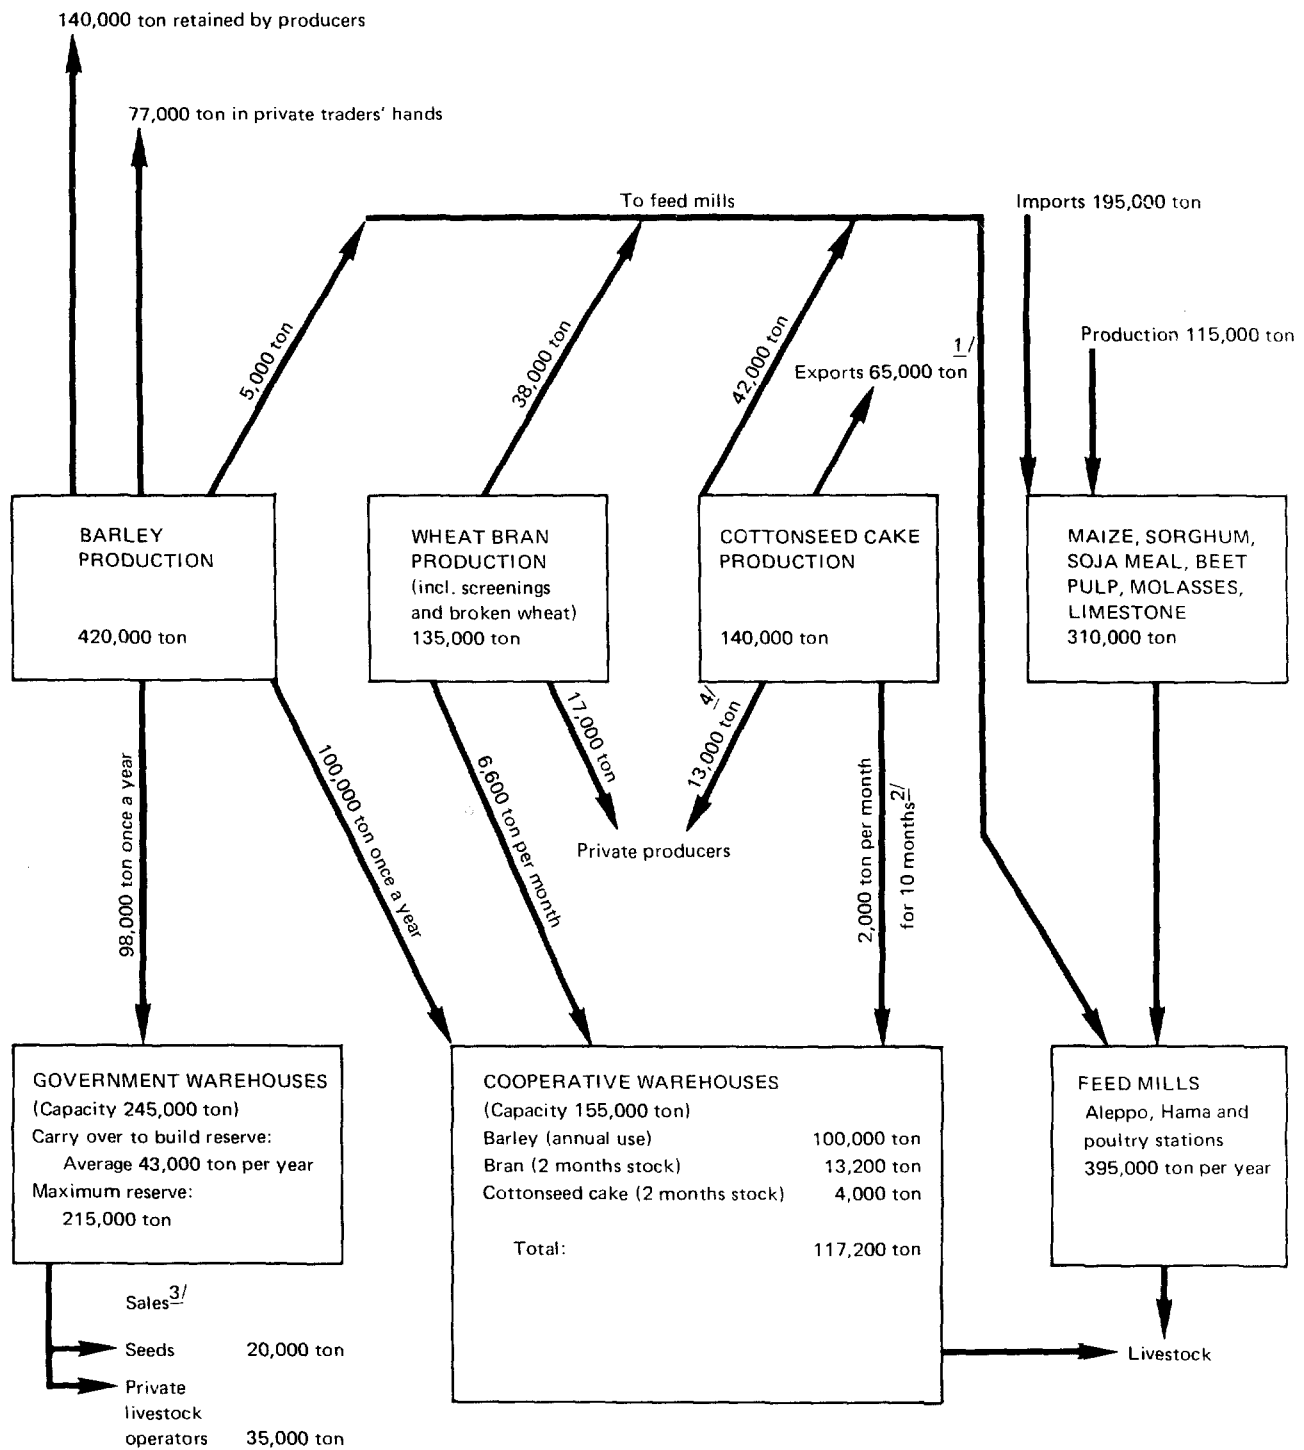 140,000 ton retained by producers
77,000 ton in private traders' hands
To feed mills
Imports 195,000 ton
Production 115,000 ton
5,000 ton
38,000 ton
42,000 ton
1/
Exports 65,000 ton
BARLEY
PRODUCTION
420,000 ton
WHEAT BRAN
PRODUCTION
(incl. screenings
and broken wheat)
135,000 ton
COTTONSEED CAKE
PRODUCTION
140,000 ton
MAIZE, SORGHUM,
SOJA MEAL, BEET
PULP, MOLASSES,
LIMESTONE
310,000 ton
98,000 ton once a year
100,000 ton once a year
6,600 ton per month
17,000 ton
4/
13,000 ton
Private producers
2,000 ton per month
for 10 months 2/
GOVERNMENT WAREHOUSES
(Capacity 245,000 ton)
Carry over to build reserve:
Average 43,000 ton per year
Maximum reserve:
215,000 ton
COOPERATIVE WAREHOUSES
(Capacity 155,000 ton)
Barley (annual use) 100,000 ton
Bran (2 months stock) 13,200 ton
Cottonseed cake (2 months stock) 4,000 ton
Total: 117,200 ton
FEED MILLS
Aleppo, Hama and
poultry stations
395,000 ton per year
Sales 3/
Seeds 20,000 ton
Private
livestock
operators 35,000 ton
Livestock